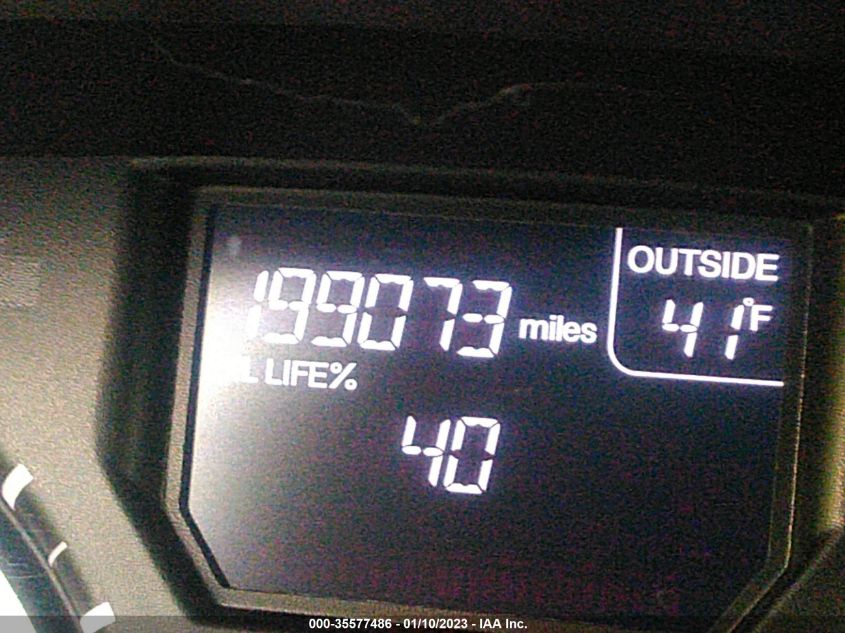 OUTSIDE
199073 miles
41°F
LIFE%
40
000-35577486 - 01/10/2023 - IAA Inc.